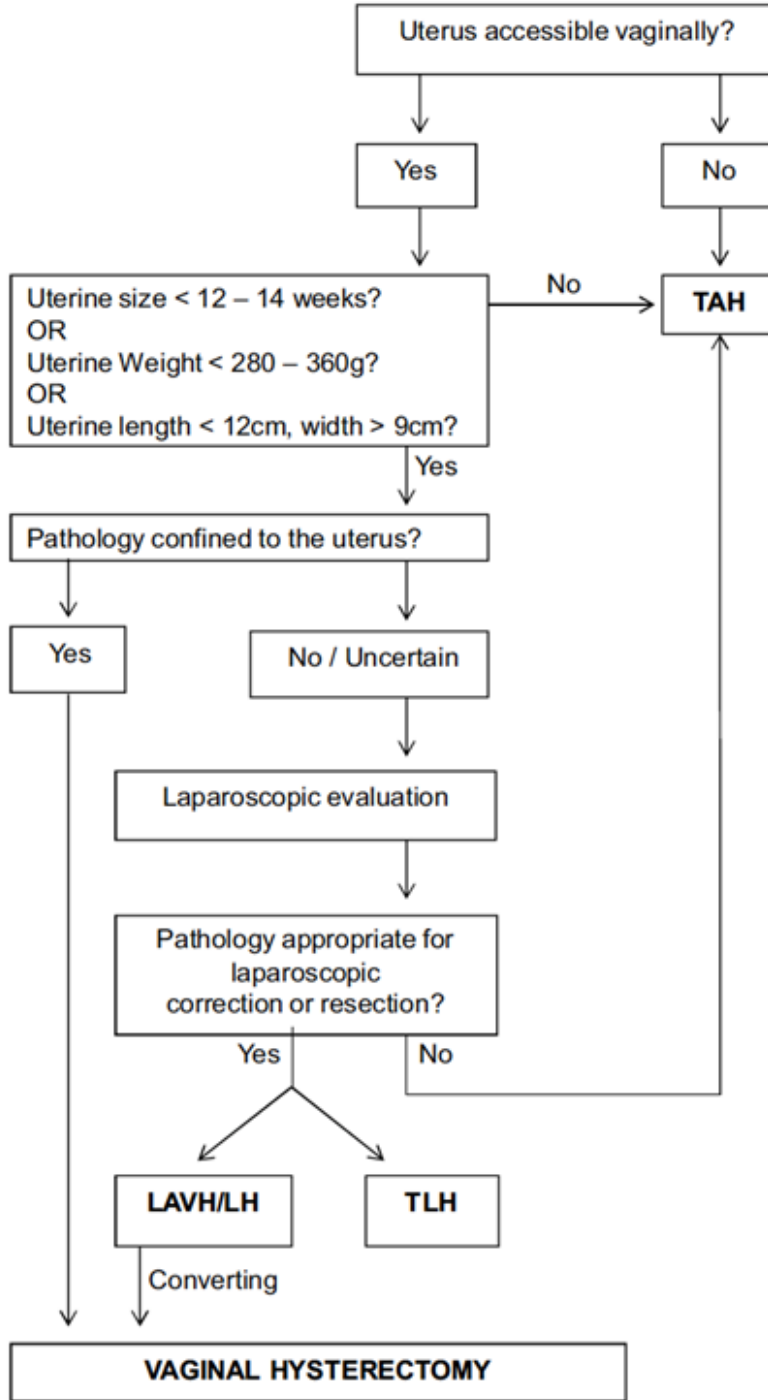 Uterus accessible vaginally?
Yes
No
Uterine size < 12 – 14 weeks?
OR
Uterine Weight < 280 – 360g?
OR
Uterine length < 12cm, width > 9cm?
No
TAH
Yes
Pathology confined to the uterus?
Yes
No / Uncertain
Laparoscopic evaluation
Pathology appropriate for
laparoscopic
correction or resection?
Yes
No
LAVH/LH
TLH
Converting
VAGINAL HYSTERECTOMY